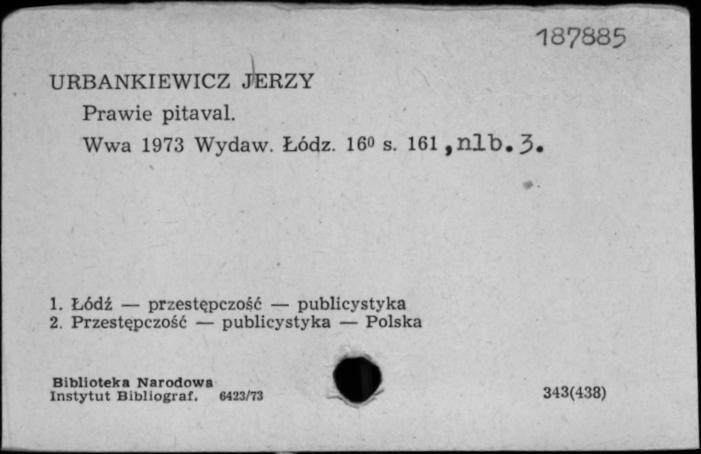 187885
URBANKIEWICZ JERZY
Prawie pitaval.
Wwa 1973 Wydaw. Łódz. 16⁰ s. 161 , nlb. 3.
1. Łódź — przestępczość — publicystyka
2. Przestępczość — publicystyka — Polska
Biblioteka Narodowa
Instytut Bibliograf. 6423/73
343(438)